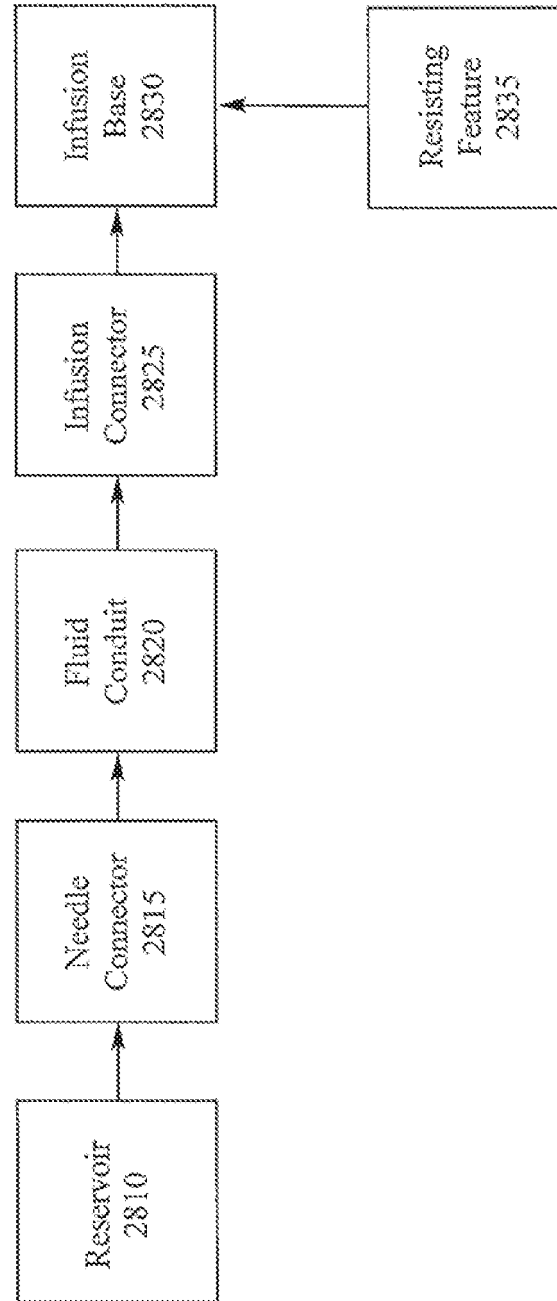 Reservoir
2810
Needle
Connector
2815
Fluid
Conduit
2820
Infusion
Connector
2825
Infusion
Base
2830
Resisting
Feature
2835